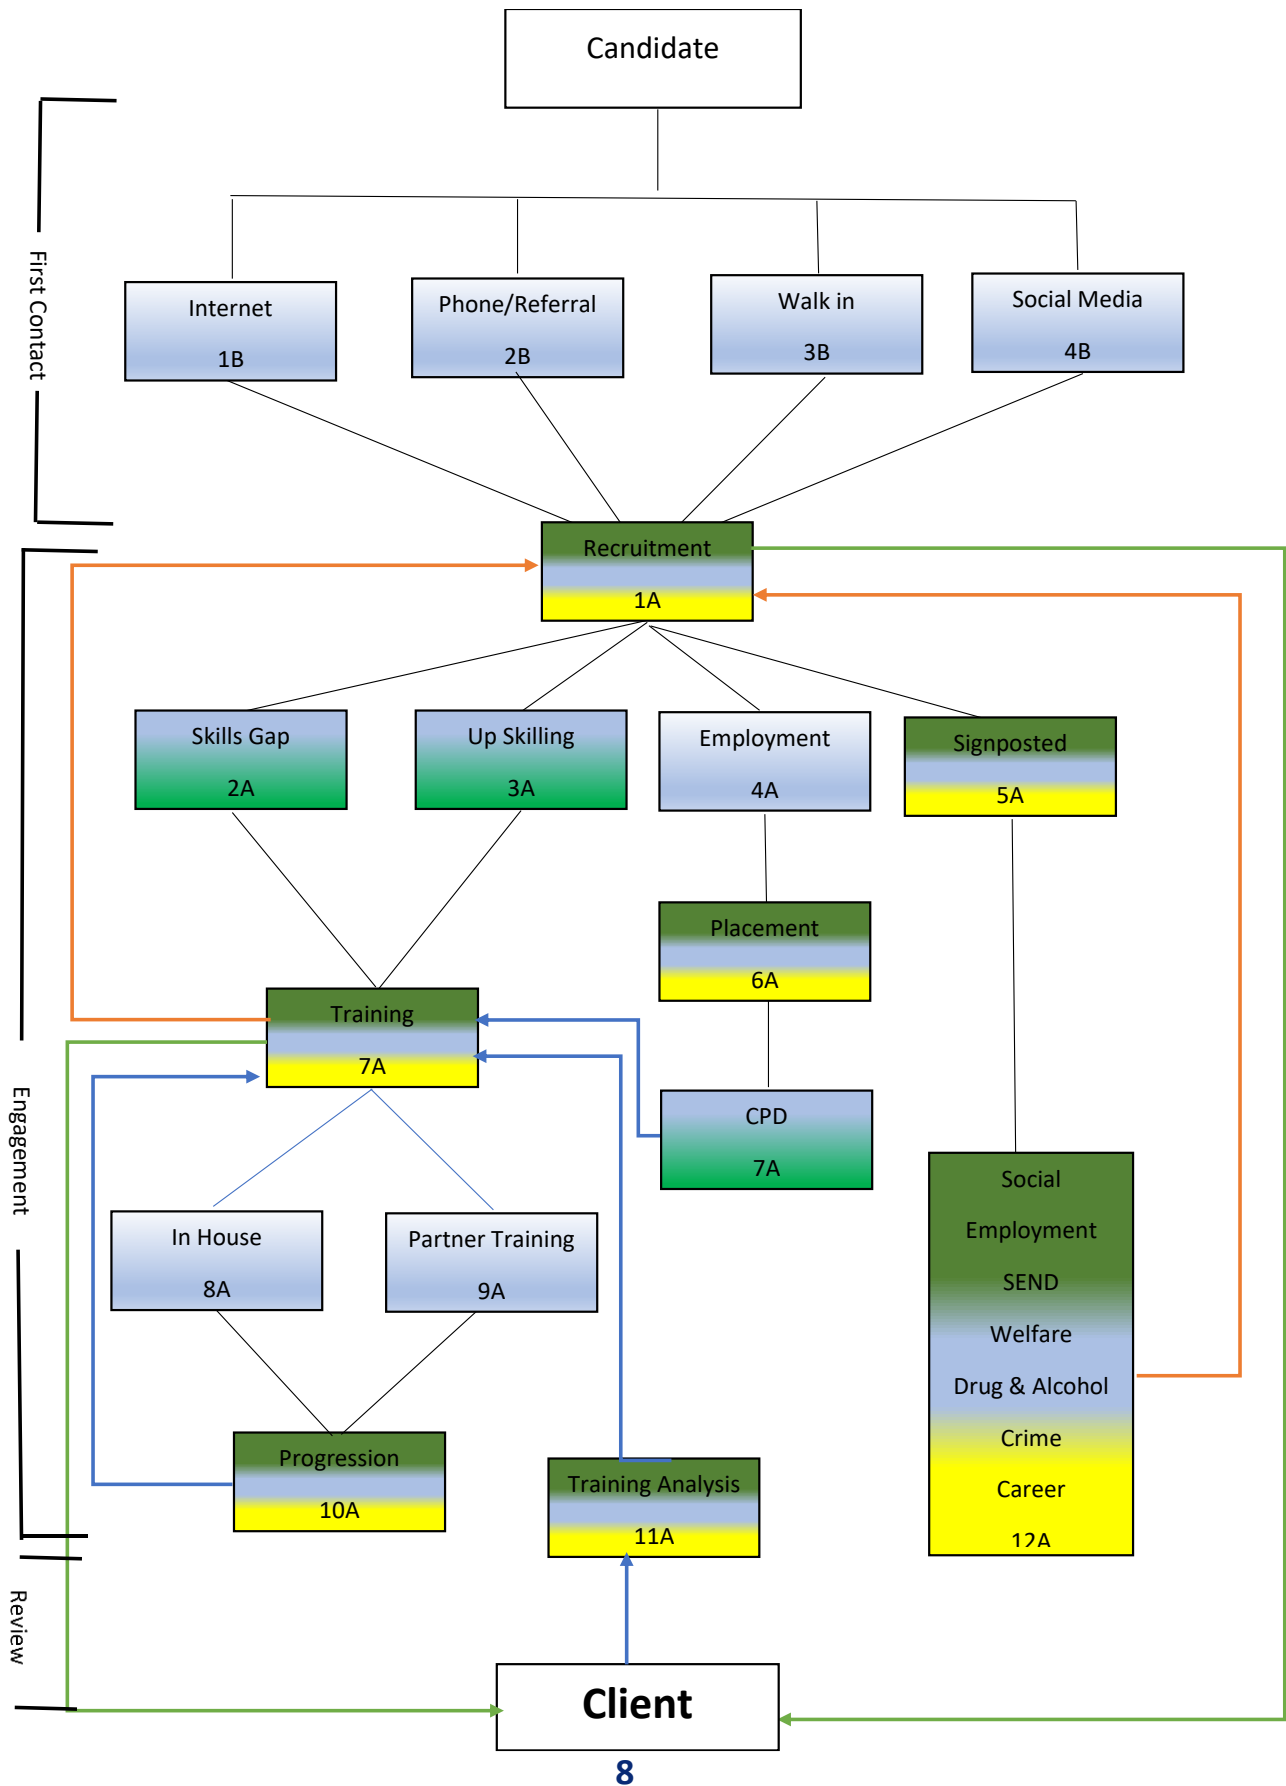 Candidate
First Contact
Internet
1B
Phone/Referral
2B
Walk in
3B
Social Media
4B
Recruitment
1A
Engagement
Skills Gap
2A
Up Skilling
3A
Employment
4A
Signposted
5A
Placement
6A
Training
7A
CPD
7A
In House
8A
Partner Training
9A
Social
Employment
SEND
Welfare
Drug & Alcohol
Crime
Career
12A
Progression
10A
Training Analysis
11A
Review
Client
8